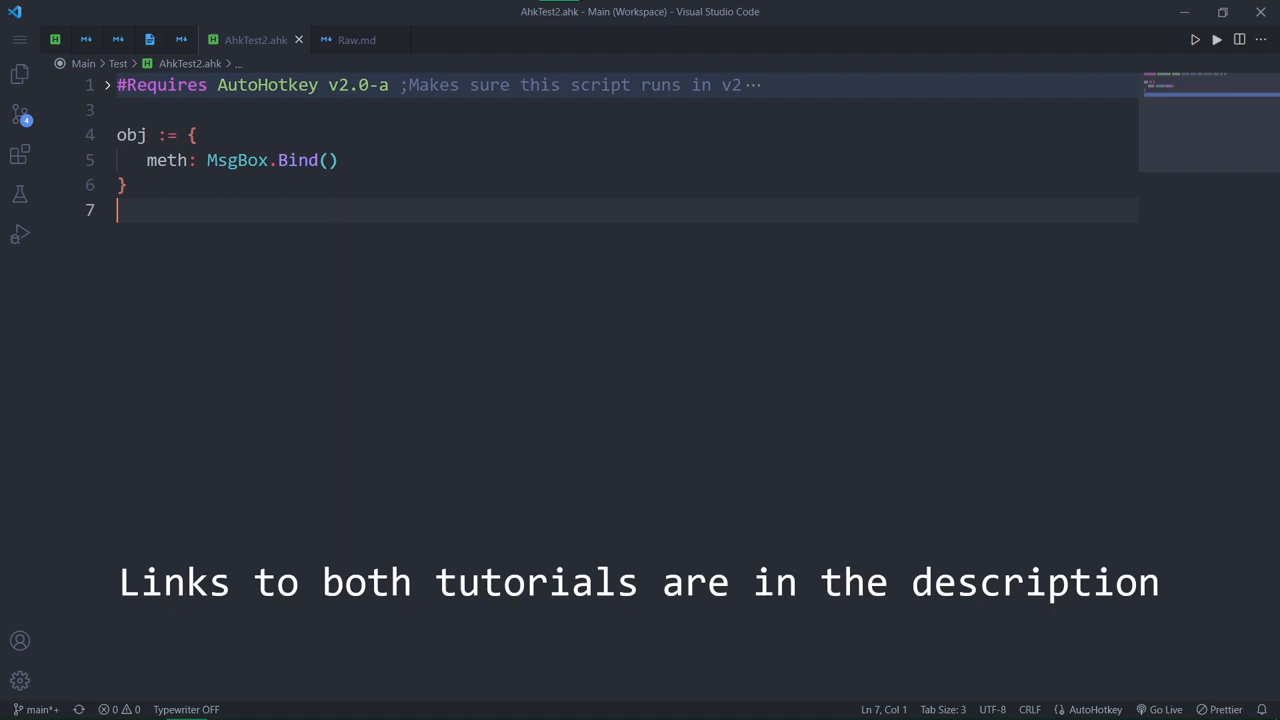 AhkTest2.ahk - Main (Workspace) - Visual Studio Code
AhkTest2.ahk
Raw.md
Main > Test > AhkTest2.ahk > ...
1 #Requires AutoHotkey v2.0-a ;Makes sure this script runs in v2 ···
3
4 obj := {
5 meth: MsgBox.Bind()
6 }
7
4
Links to both tutorials are in the description
main*+ 0 0 Typewriter OFF Ln 7, Col 1 Tab Size: 3 UTF-8 CRLF AutoHotkey Go Live Prettier